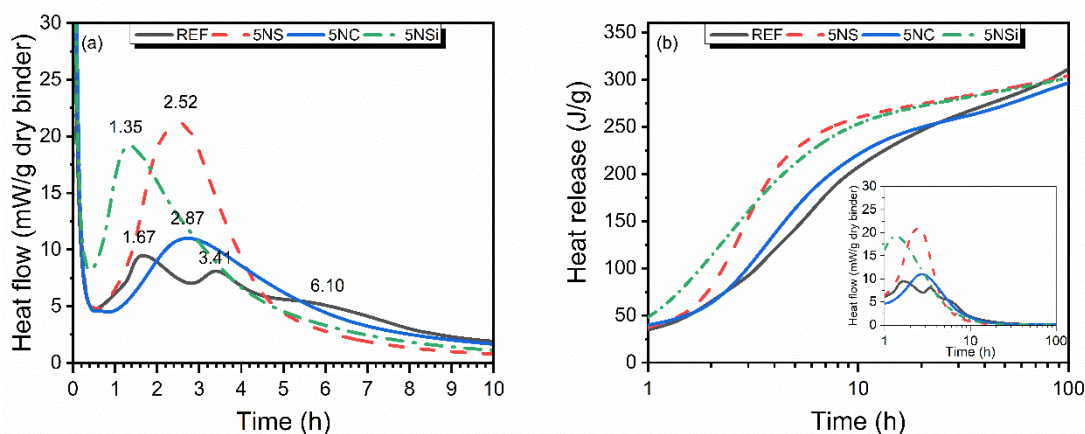 (a)
REF 5NS 5NC 5NSi
Heat flow (mW/g dry binder)
30
25
20
15
10
5
0
2.52
1.35
1.67
2.87
3.41
6.10
0 1 2 3 4 5 6 7 8 9 10
Time (h)
(b)
REF 5NS 5NC 5NSi
Heat release (J/g)
350
300
250
200
150
100
50
0
1 10 100
Time (h)
Heat flow (mW/g dry binder)
30
25
20
15
10
5
0
1 10 100
Time (h)